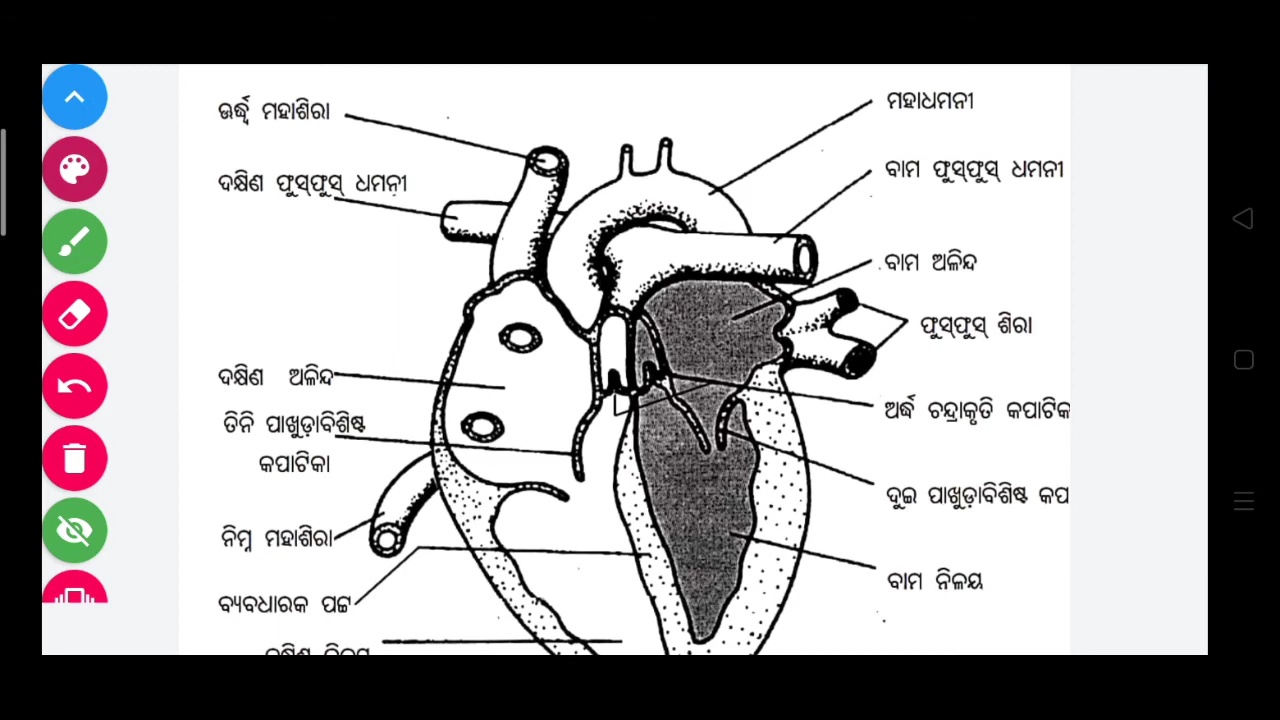 ଊର୍ଦ୍ଧ୍ୱ ମହାଶିରା
ଦକ୍ଷିଣ ଫୁସ୍‌ଫୁସ୍ ଧମନୀ
ଦକ୍ଷିଣ ଅଳିନ୍ଦ
ତିନି ପାଖୁଡ଼ାବିଶିଷ୍ଟ
କପାଟିକା
ନିମ୍ନ ମହାଶିରା
ବ୍ୟବଧାରକ ପଟ୍ଟ
ମହାଧମନୀ
ବାମ ଫୁସ୍‌ଫୁସ୍ ଧମନୀ
ବାମ ଅଳିନ୍ଦ
ଫୁସ୍‌ଫୁସ୍ ଶିରା
ଅର୍ଦ୍ଧ ଚନ୍ଦ୍ରାକୃତି କପାଟିକା
ଦୁଇ ପାଖୁଡ଼ାବିଶିଷ୍ଟ କପ
ବାମ ନିଳୟ